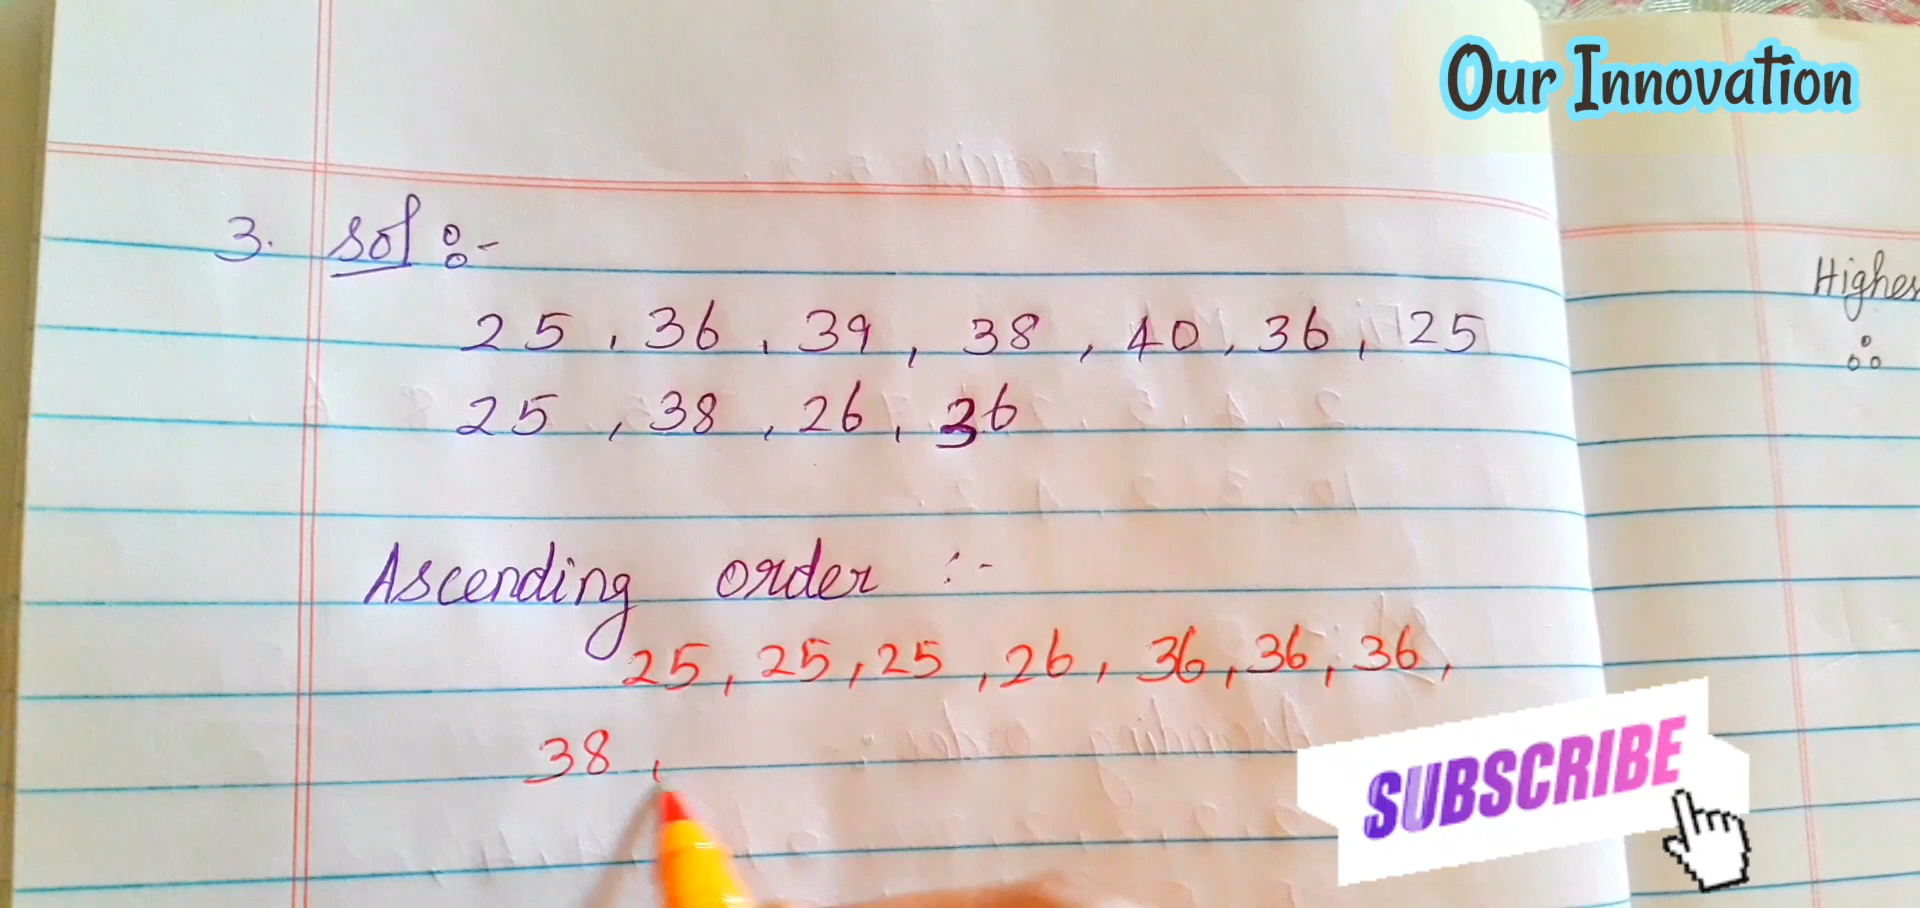 Our Innovation
3. Sol :-
25, 36, 39, 38, 40, 36, 25
25, 38, 26, 36
Ascending order :-
25, 25, 25, 26, 36, 36, 36,
38,
SUBSCRIBE
∴